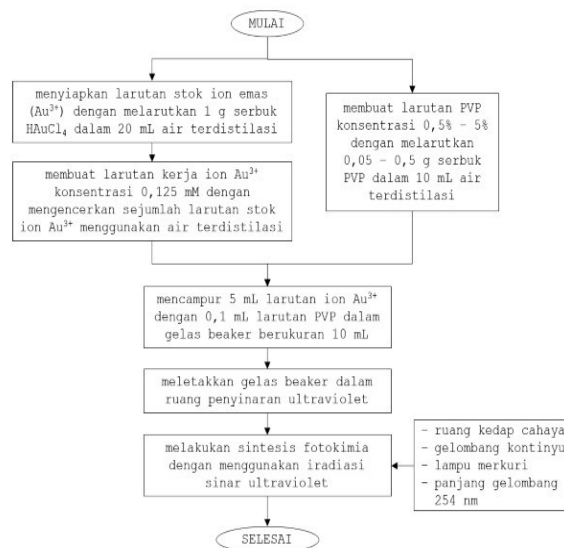 MULAI
menyiapkan larutan stok ion emas
(Au³⁺) dengan melarutkan 1 g serbuk
HAuCl₄ dalam 20 mL air terdistilasi
membuat larutan kerja ion Au³⁺
konsentrasi 0,125 mM dengan
mengencerkan sejumlah larutan stok
ion Au³⁺ menggunakan air terdistilasi
membuat larutan PVP
konsentrasi 0,5% – 5%
dengan melarutkan
0,05 – 0,5 g serbuk
PVP dalam 10 mL air
terdistilasi
mencampur 5 mL larutan ion Au³⁺
dengan 0,1 mL larutan PVP dalam
gelas beaker berukuran 10 mL
meletakkan gelas beaker dalam
ruang penyinaran ultraviolet
melakukan sintesis fotokimia
dengan menggunakan iradiasi
sinar ultraviolet
– ruang kedap cahaya
– gelombang kontinyu
– lampu merkuri
– panjang gelombang
254 nm
SELESAI